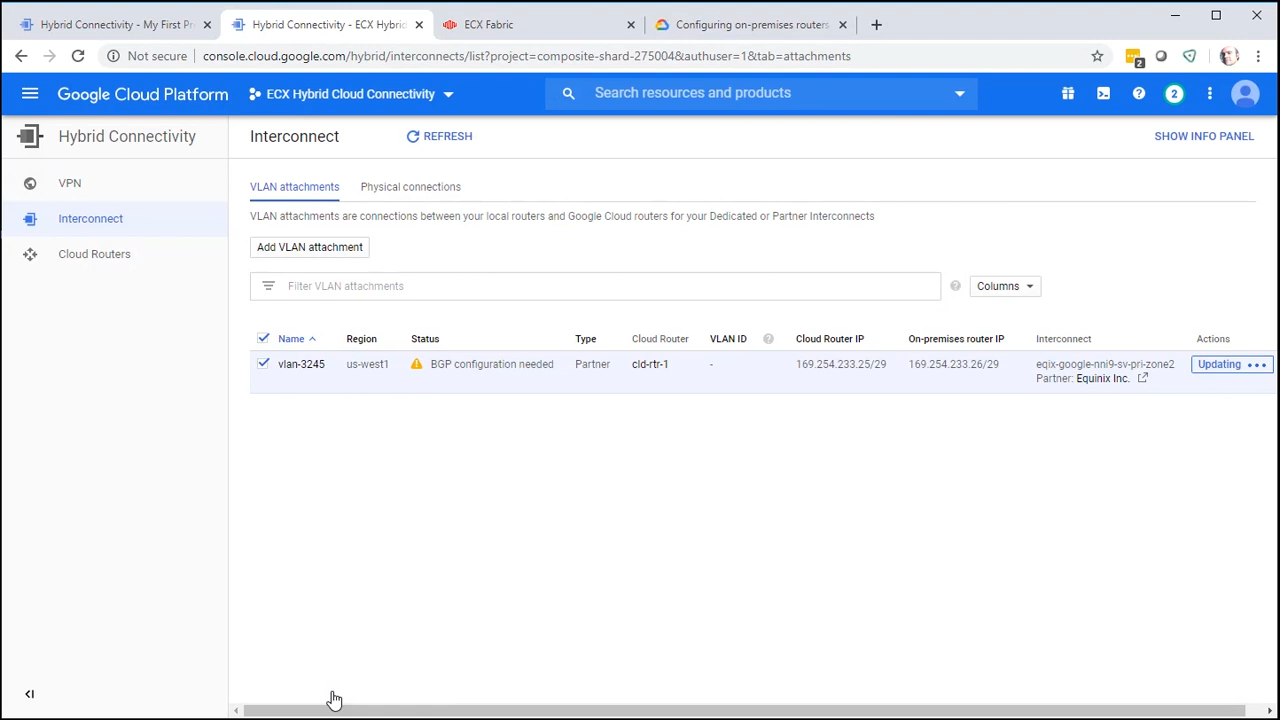 Hybrid Connectivity - My First Pr
Hybrid Connectivity - ECX Hybrid
ECX Fabric
Configuring on-premises routers
Not secure
console.cloud.google.com/hybrid/interconnects/list?project=composite-shard-275004&authuser=1&tab=attachments
2
Google Cloud Platform
ECX Hybrid Cloud Connectivity
Search resources and products
2
Hybrid Connectivity
Interconnect
REFRESH
SHOW INFO PANEL
VPN
Interconnect
Cloud Routers
VLAN attachments
Physical connections
VLAN attachments are connections between your local routers and Google Cloud routers for your Dedicated or Partner Interconnects
Add VLAN attachment
Filter VLAN attachments
Columns
Name Region Status Type Cloud Router VLAN ID Cloud Router IP On-premises router IP Interconnect Actions
vlan-3245 us-west1 BGP configuration needed Partner cld-rtr-1 - 169.254.233.25/29 169.254.233.26/29 eqix-google-nni9-sv-pri-zone2 Updating
Partner: Equinix Inc.